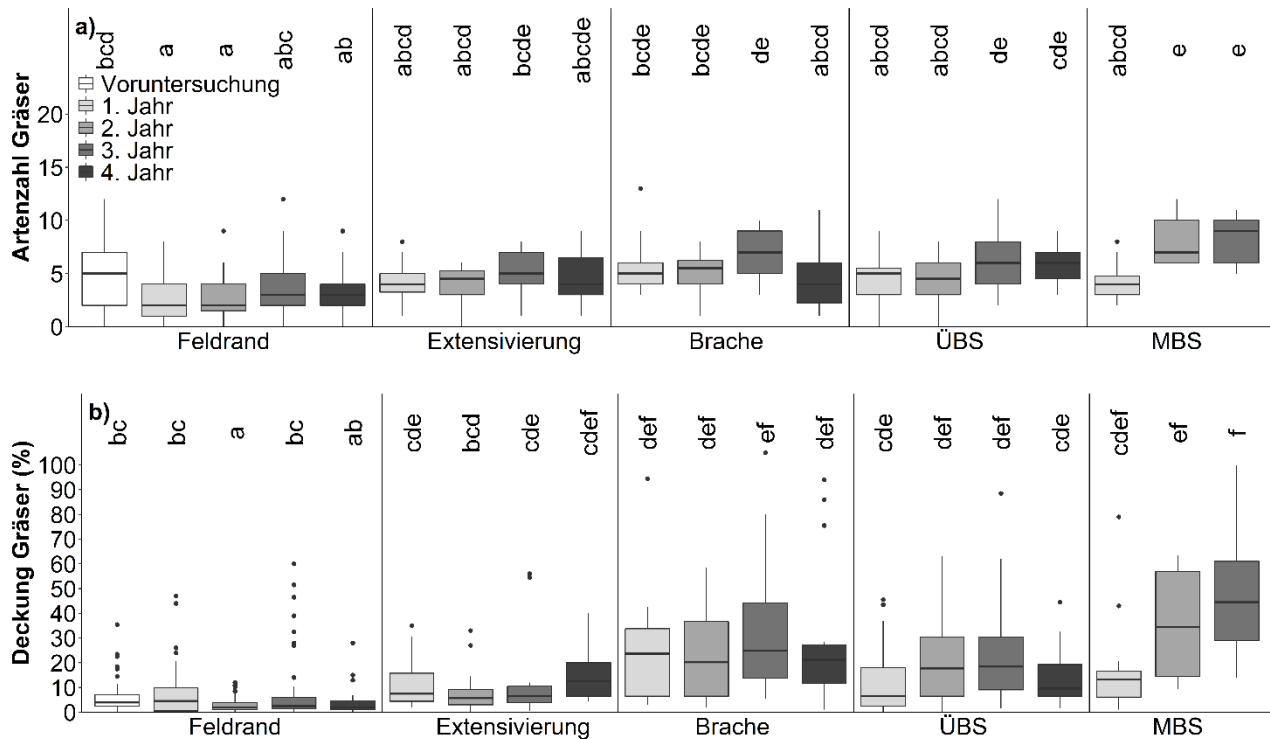 a)
bcd a a abc ab abcd abcd bcde abcde bcde bcde de abcd abcd abcd de cde abcd e e
Artenzahl Gräser
Voruntersuchung
1. Jahr
2. Jahr
3. Jahr
4. Jahr
20
15
10
5
0
Feldrand Extensivierung Brache ÜBS MBS
b)
bc bc a bc ab cde bcd cde cdef def def ef def cde def def cde cdef ef f
Deckung Gräser (%)
100
90
80
70
60
50
40
30
20
10
0
Feldrand Extensivierung Brache ÜBS MBS